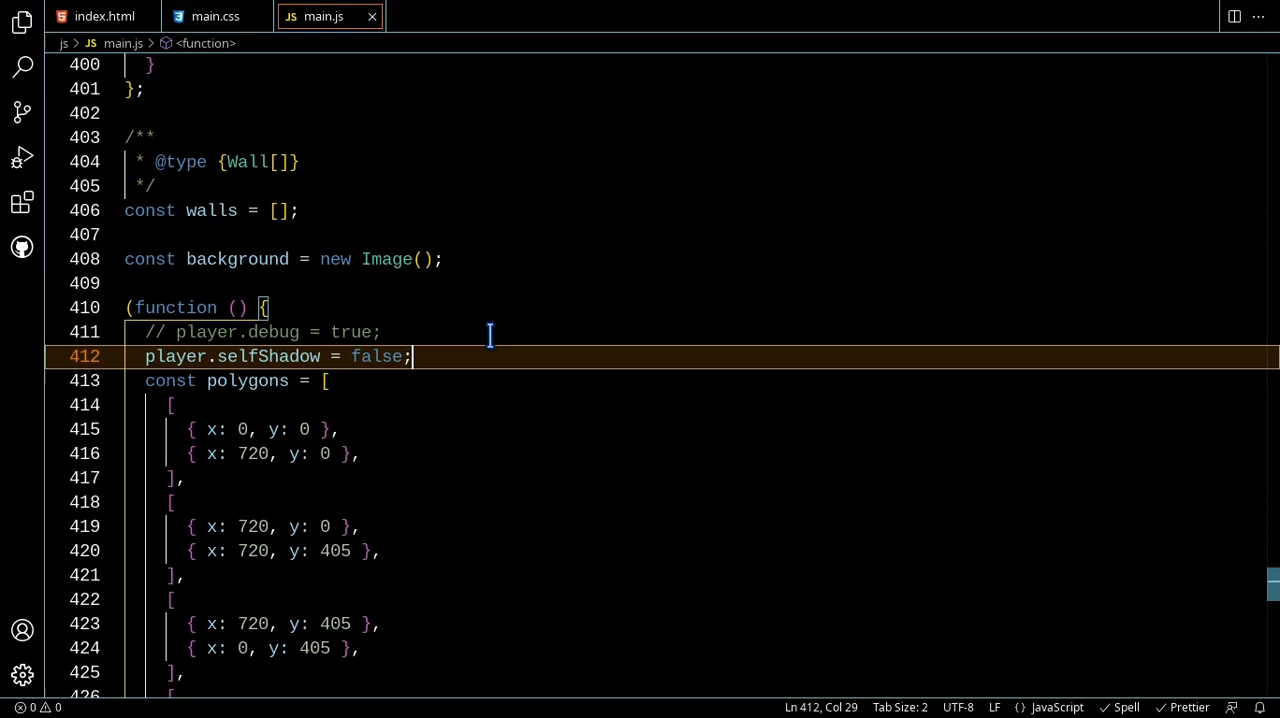 index.html
main.css
JS main.js
js > JS main.js > <function>
400 }
401 };
402
403 /**
404 * @type {Wall[]}
405 */
406 const walls = [];
407
408 const background = new Image();
409
410 (function () {
411 // player.debug = true;
412 player.selfShadow = false;
413 const polygons = [
414 [
415 { x: 0, y: 0 },
416 { x: 720, y: 0 },
417 ],
418 [
419 { x: 720, y: 0 },
420 { x: 720, y: 405 },
421 ],
422 [
423 { x: 720, y: 405 },
424 { x: 0, y: 405 },
425 ],
426 [
0 0
Ln 412, Col 29 Tab Size: 2 UTF-8 LF {} JavaScript Spell Prettier